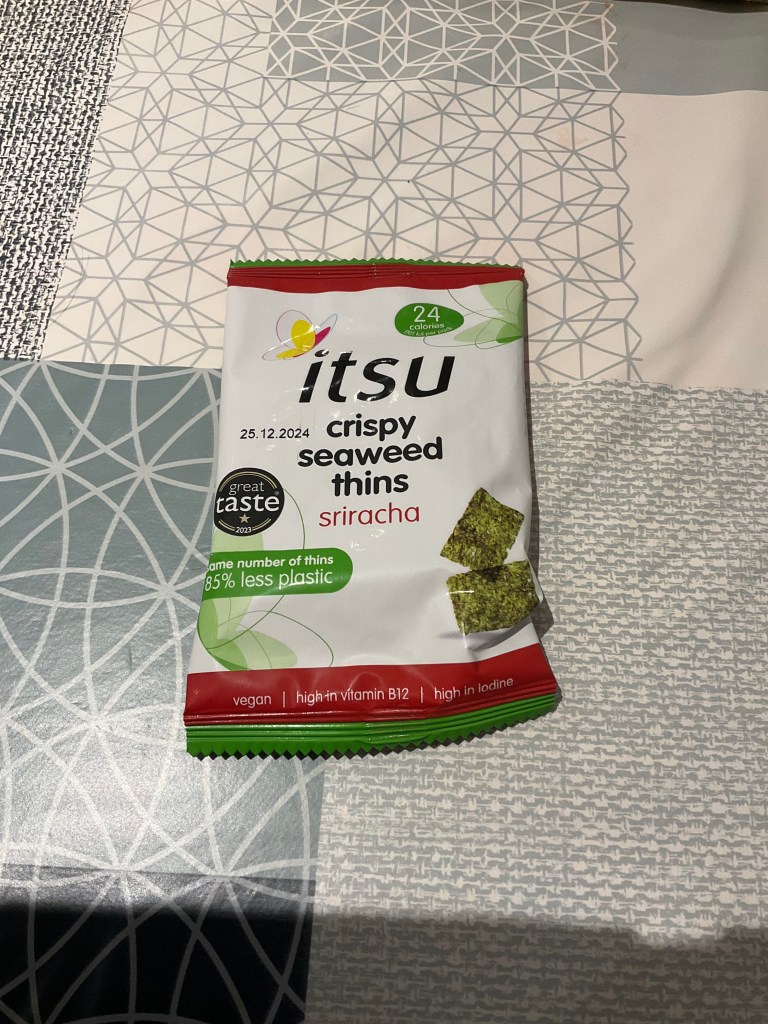 24
calories
itsu
25.12.2024
crispy
seaweed
thins
sriracha
great
taste
2023
ame number of thins
85% less plastic
vegan | high in vitamin B12 | high in iodine